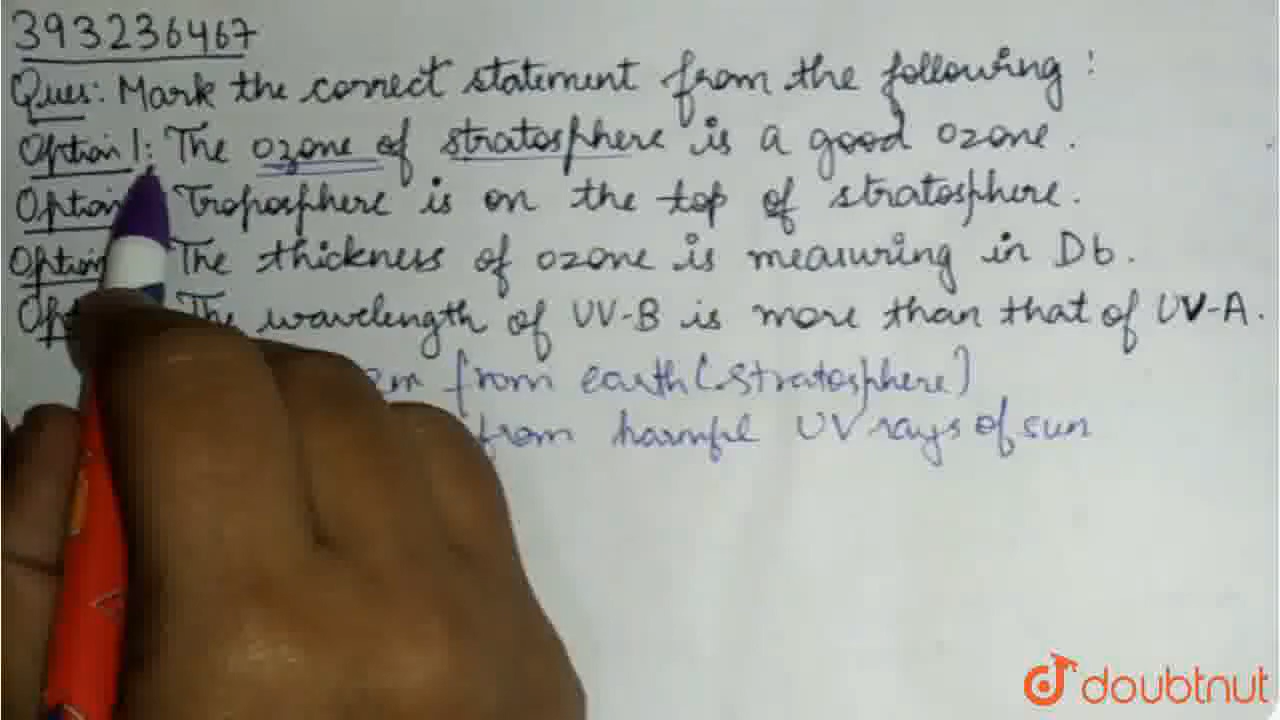 393236467
Ques: Mark the correct statement from the following:
Option 1: The ozone of stratosphere is a good ozone.
Option Troposphere is on the top of stratosphere.
Option The thickness of ozone is measuring in Db.
The wavelength of UV-B is more than that of UV-A.
from earth (stratosphere)
from harmful UV rays of sun
doubtnut